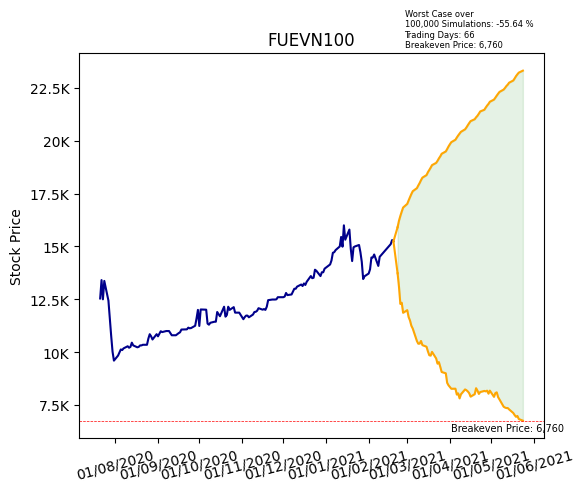 Worst Case over
100,000 Simulations: -55.64 %
Trading Days: 66
Breakeven Price: 6,760
FUEVN100
Stock Price
22.5K
20K
17.5K
15K
12.5K
10K
7.5K
Breakeven Price: 6,760
01/08/2020
01/09/2020
01/10/2020
01/11/2020
01/12/2020
01/01/2021
01/02/2021
01/03/2021
01/04/2021
01/05/2021
01/06/2021